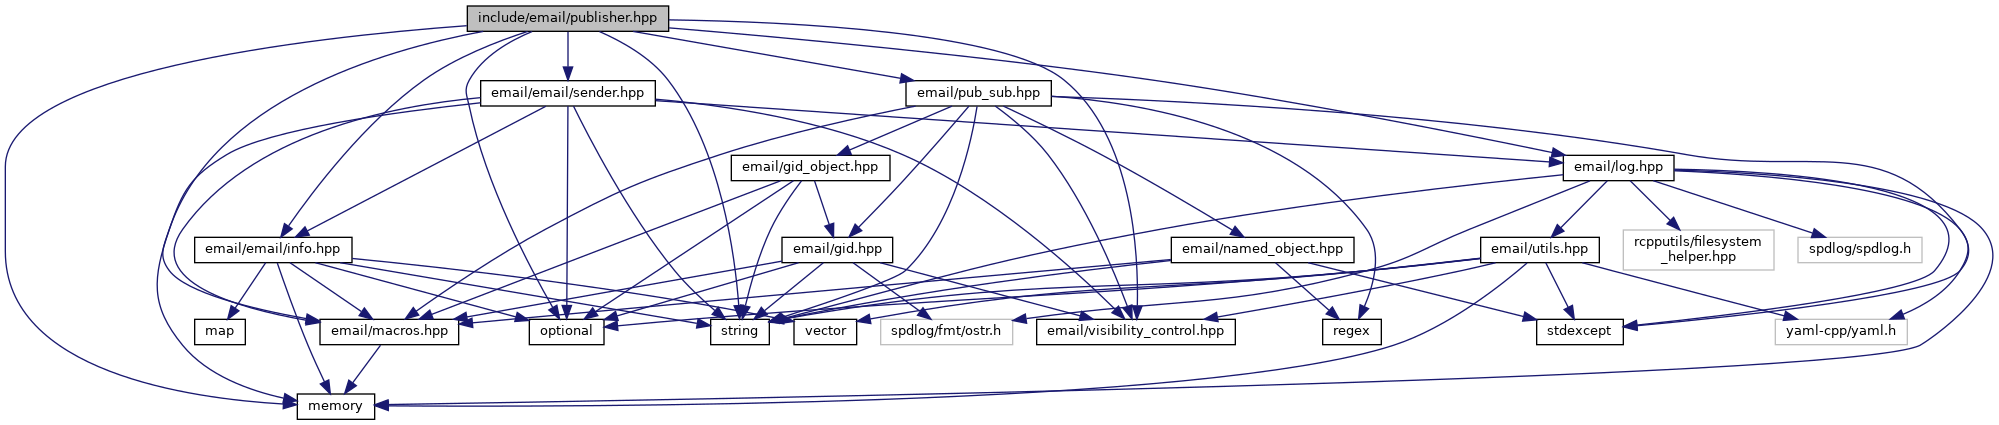 include/email/publisher.hpp
email/email/sender.hpp
email/pub_sub.hpp
email/gid_object.hpp
email/log.hpp
email/email/info.hpp
email/gid.hpp
email/named_object.hpp
email/utils.hpp
rcpputils/filesystem
_helper.hpp
spdlog/spdlog.h
map
email/macros.hpp
optional
string
vector
spdlog/fmt/ostr.h
email/visibility_control.hpp
regex
stdexcept
yaml-cpp/yaml.h
memory